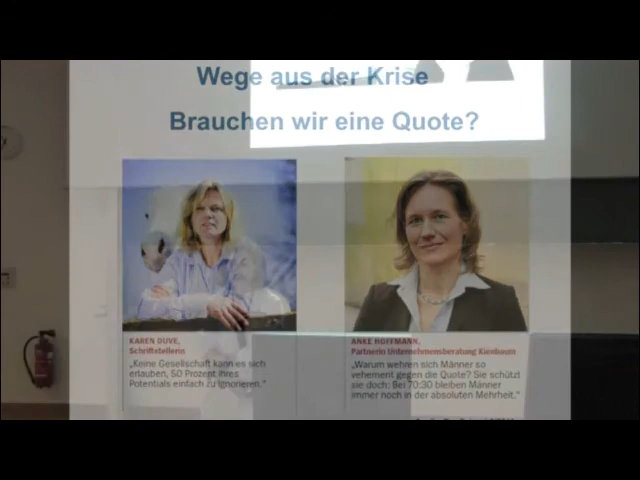 Wege aus der Krise
Brauchen wir eine Quote?
KAREN DUVE,
Schriftstellerin
„Keine Gesellschaft kann es sich
erlauben, 50 Prozent ihres
Potentials einfach zu ignorieren.“
ANKE HOFFMANN,
Partnerin Unternehmensberatung
„Warum wehren sich Männer so
vehement gegen die Quote? Sie schützt
sie doch: Bei 70:30 bleiben Männer
immer noch in der absoluten Mehrheit.“